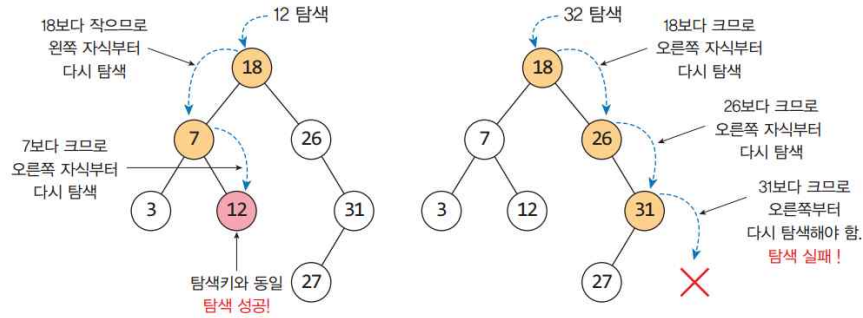 12 탐색
18보다 작으므로
왼쪽 자식부터
다시 탐색
18
7
26
7보다 크므로
오른쪽 자식부터
다시 탐색
3
12
31
27
탐색키와 동일
탐색 성공!
32 탐색
18보다 크므로
오른쪽 자식부터
다시 탐색
18
7
26
26보다 크므로
오른쪽 자식부터
다시 탐색
3
12
31
31보다 크므로
오른쪽부터
다시 탐색해야 함.
탐색 실패 !
27